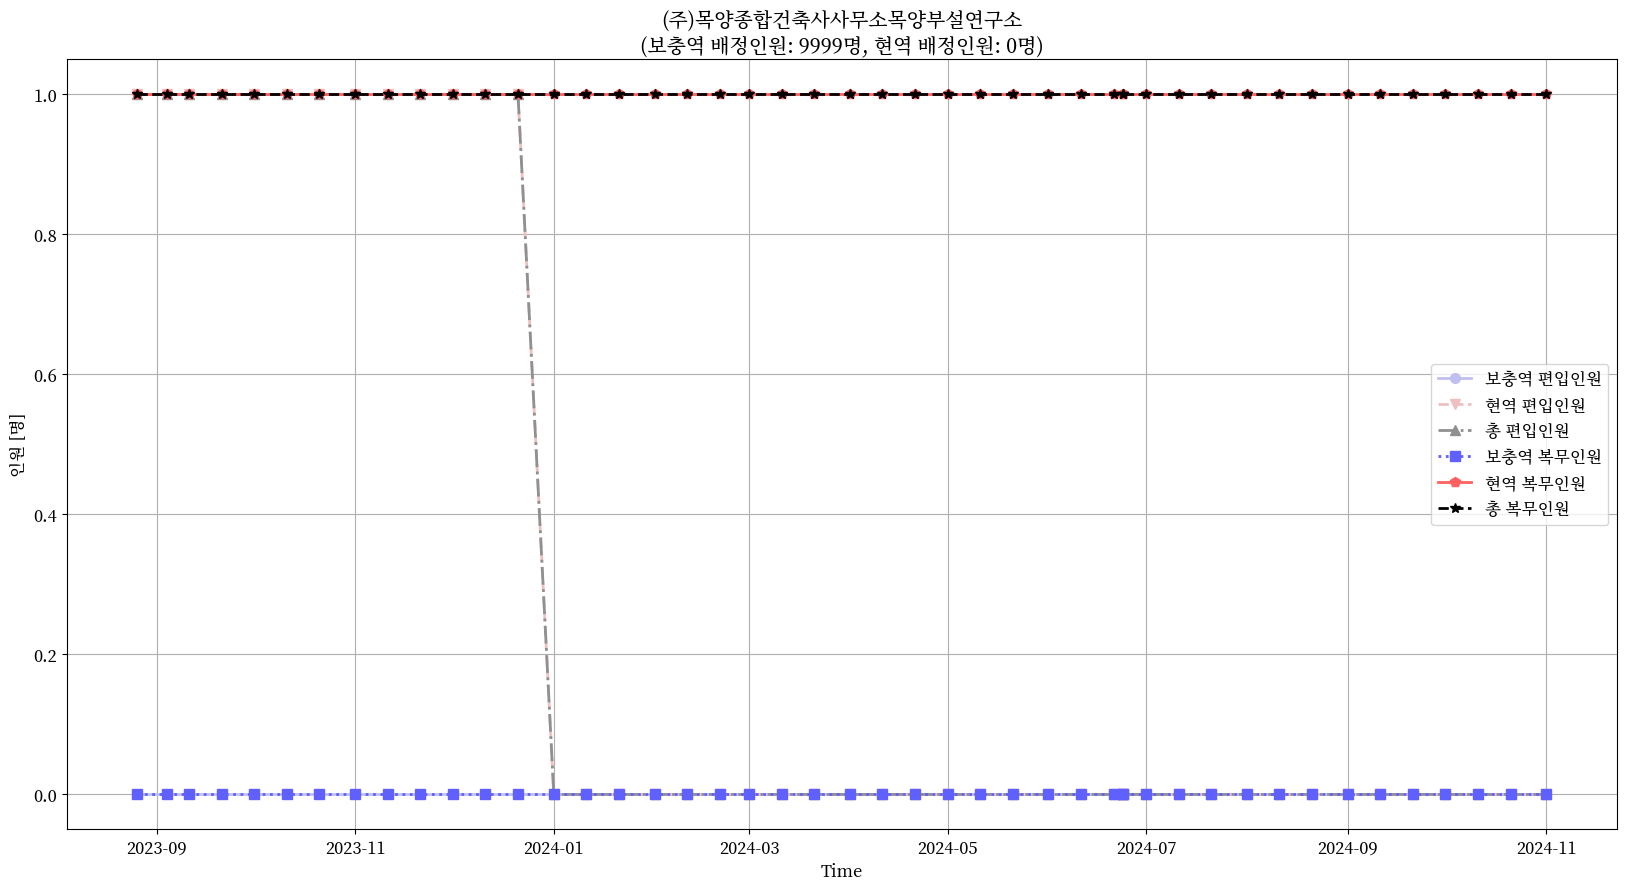 (주)목양종합건축사사무소목양부설연구소
(보충역 배정인원: 9999명, 현역 배정인원: 0명)
인원 [명]
1.0
0.8
0.6
0.4
0.2
0.0
보충역 편입인원
현역 편입인원
총 편입인원
보충역 복무인원
현역 복무인원
총 복무인원
2023-09
2023-11
2024-01
2024-03
2024-05
2024-07
2024-09
2024-11
Time